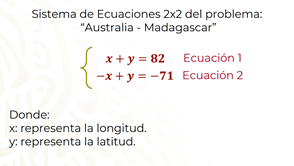 Sistema de Ecuaciones 2x2 del problema:
“Australia - Madagascar”
x + y = 82 Ecuación 1
−x + y = −71 Ecuación 2
Donde:
x: representa la longitud.
y: representa la latitud.